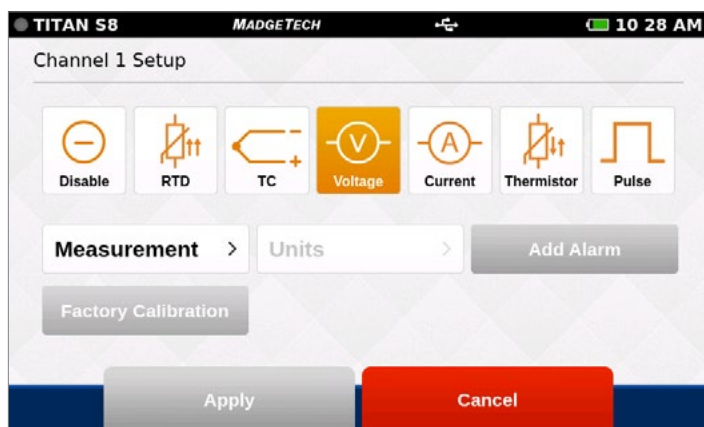 TITAN S8 MADGETECH 10 28 AM
Channel 1 Setup
V A
Disable RTD TC Voltage Current Thermistor Pulse
Measurement > Units > Add Alarm
Factory Calibration
Apply Cancel